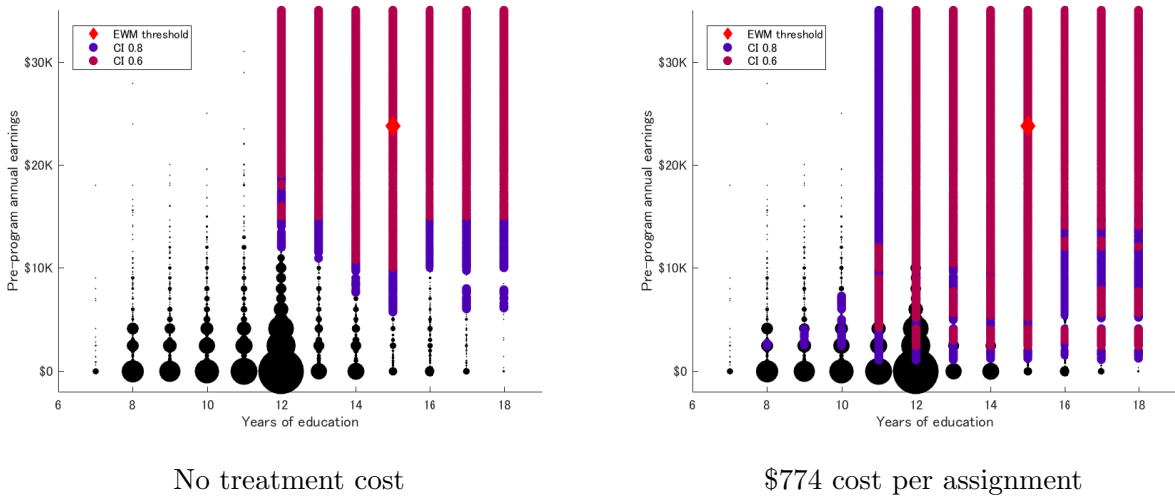 EWM threshold
CI 0.8
CI 0.6
$30K
$20K
$10K
$0
Pre-program annual earnings
6 8 10 12 14 16 18
Years of education
No treatment cost
EWM threshold
CI 0.8
CI 0.6
$30K
$20K
$10K
$0
Pre-program annual earnings
6 8 10 12 14 16 18
Years of education
$774 cost per assignment